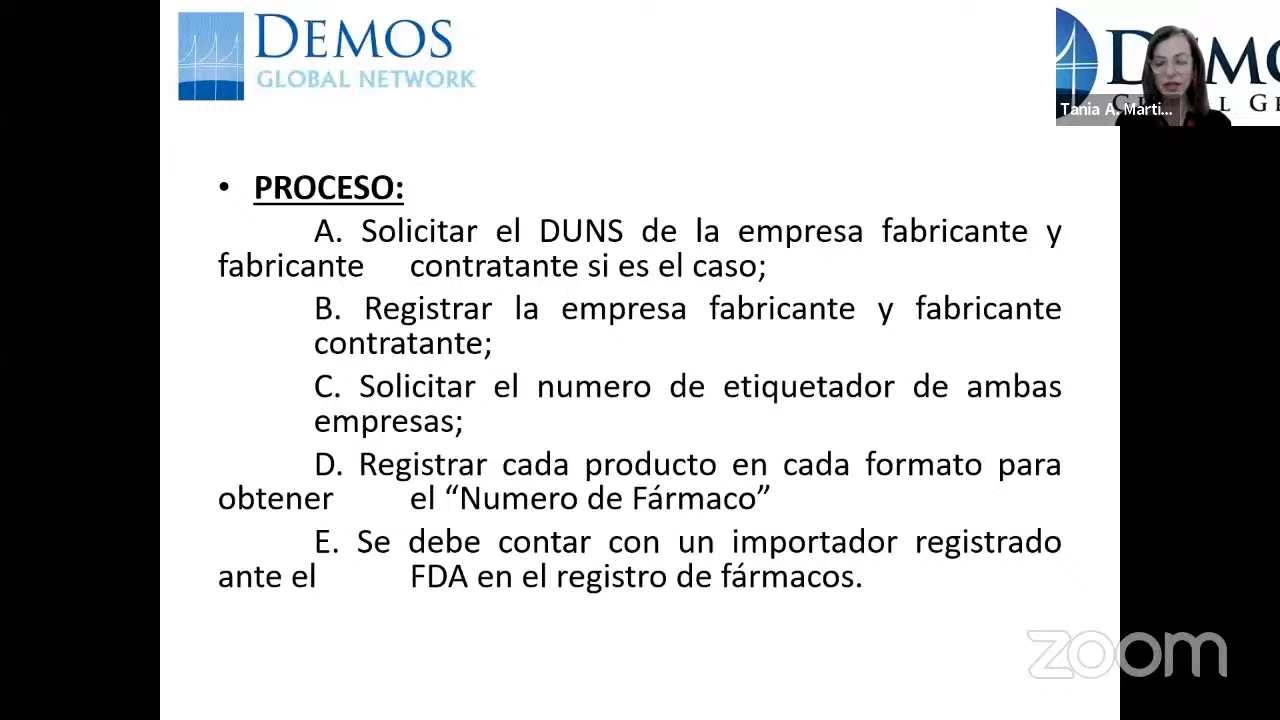 DEMOS
GLOBAL NETWORK
Tania A. Marti...
• PROCESO:
A. Solicitar el DUNS de la empresa fabricante y
fabricante contratante si es el caso;
B. Registrar la empresa fabricante y fabricante
contratante;
C. Solicitar el numero de etiquetador de ambas
empresas;
D. Registrar cada producto en cada formato para
obtener el “Numero de Fármaco”
E. Se debe contar con un importador registrado
ante el FDA en el registro de fármacos.
zoom